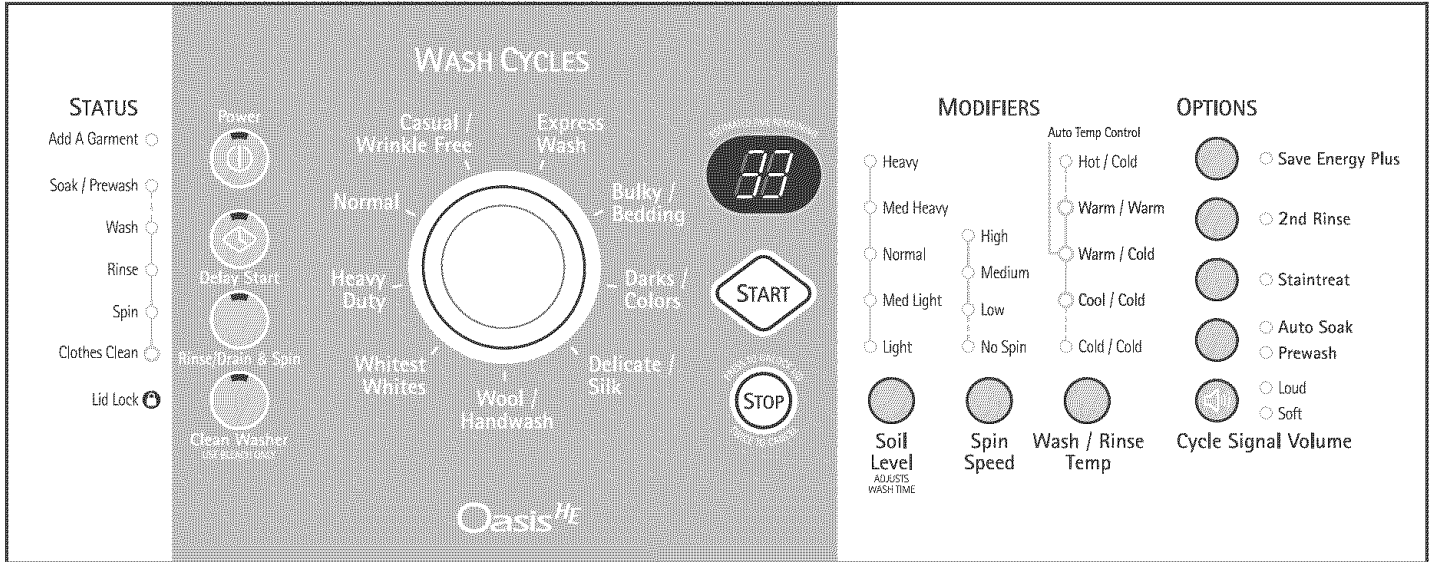 WASH CYCLES
STATUS
Add A Garment
Soak / Prewash
Wash
Rinse
Spin
Clothes Clean
Lid Lock
Power
Delay Start
Rinse/Drain & Spin
Clean Washer
Casual /
Wrinkle Free
Express
Wash
Normal
Bulky /
Bedding
Heavy
Duty
Darks /
Colors
Whitest
Whites
Delicate /
Silk
Wool /
Handwash
33
START
STOP
Oasis HE
MODIFIERS
Heavy
Med Heavy
Normal
Med Light
Light
Soil
Level
ADJUSTS
WASH TIME
High
Medium
Low
No Spin
Spin
Speed
Auto Temp Control
Hot / Cold
Warm / Warm
Warm / Cold
Cool / Cold
Cold / Cold
Wash / Rinse
Temp
OPTIONS
Save Energy Plus
2nd Rinse
Staintreat
Auto Soak
Prewash
Loud
Soft
Cycle Signal Volume